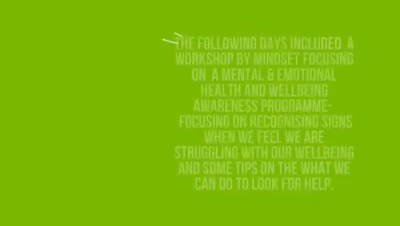 THE FOLLOWING DAYS INCLUDED A
WORKSHOP BY MINDSET FOCUSING
ON A MENTAL & EMOTIONAL
HEALTH AND WELLBEING
AWARENESS PROGRAMME-
FOCUSING ON RECOGNISING SIGNS
WHEN WE FEEL WE ARE
STRUGGLING WITH OUR WELLBEING
AND SOME TIPS ON THE WHAT WE
CAN DO TO LOOK FOR HELP.